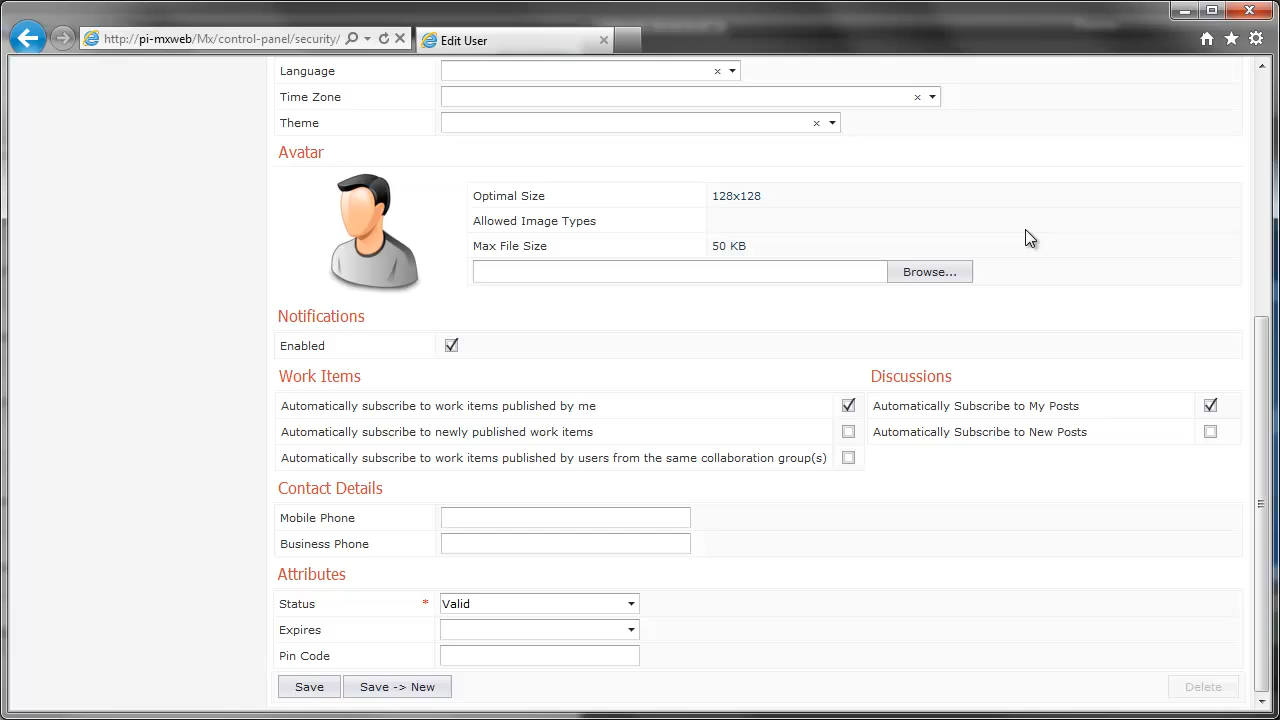 http://pi-mxweb/Mx/control-panel/security/
Edit User
Language
Time Zone
Theme
Avatar
Optimal Size 128x128
Allowed Image Types
Max File Size 50 KB
Browse...
Notifications
Enabled
Work Items
Discussions
Automatically subscribe to work items published by me
Automatically Subscribe to My Posts
Automatically subscribe to newly published work items
Automatically Subscribe to New Posts
Automatically subscribe to work items published by users from the same collaboration group(s)
Contact Details
Mobile Phone
Business Phone
Attributes
Status * Valid
Expires
Pin Code
Save
Save -> New
Delete